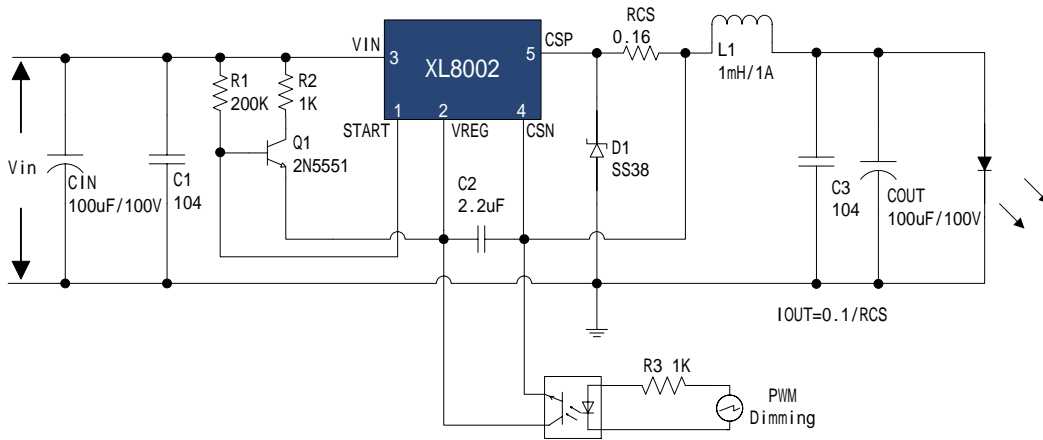 RCS
0.16
VIN
3
XL8002
5
CSP
L1
1mH/1A
R1
200K
R2
1K
1
2
4
START
VREG
CSN
Q1
2N5551
D1
SS38
Vin
CIN
100uF/100V
C1
104
C2
2.2uF
C3
104
COUT
100uF/100V
IOUT=0.1/RCS
R3 1K
PWM
Dimming